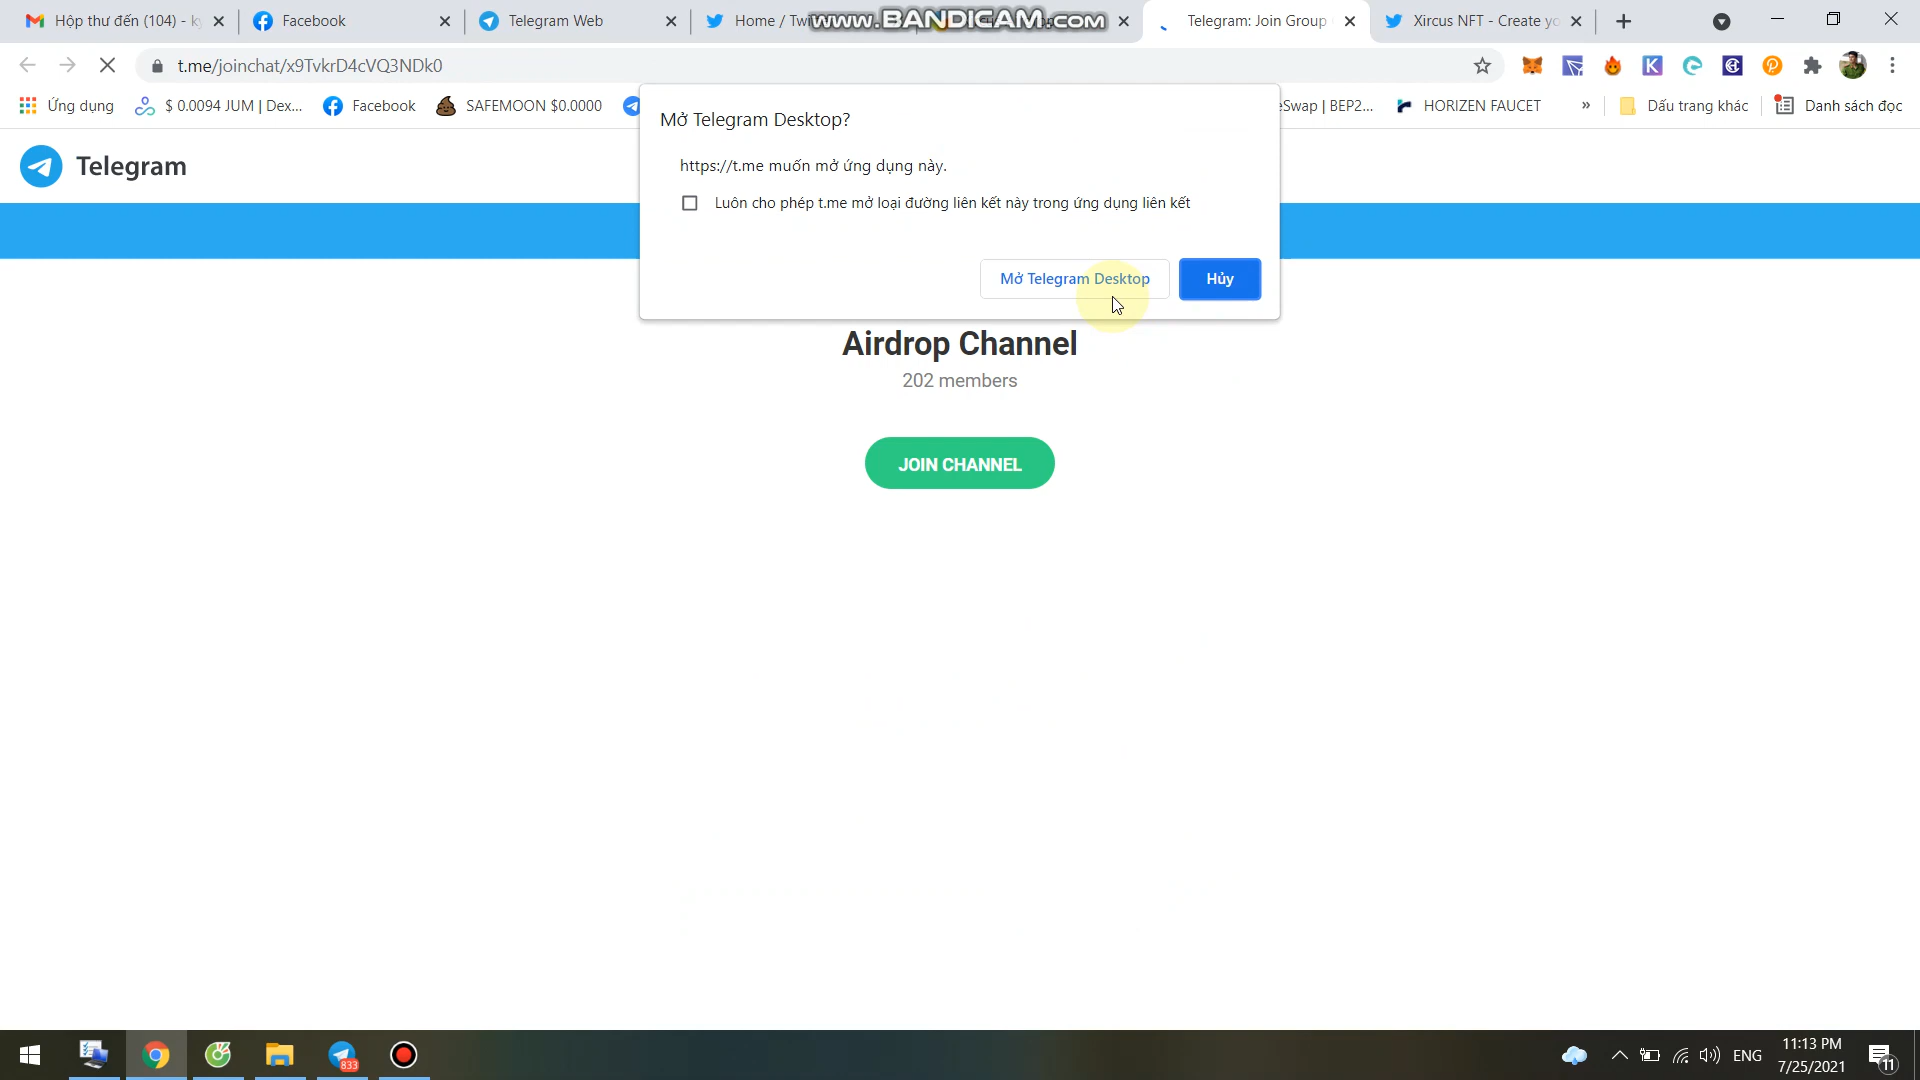 Hộp thư đến (104) - ky
Facebook
Telegram Web
Home / Twi
www.BANDICAM.com
Telegram: Join Group
Xircus NFT - Create yo
t.me/joinchat/x9TvkrD4cVQ3NDk0
Ứng dụng
$ 0.0094 JUM | Dex...
Facebook
SAFEMOON $0.0000
eSwap | BEP2...
HORIZEN FAUCET
»
Dấu trang khác
Danh sách đọc
Telegram
Mở Telegram Desktop?
https://t.me muốn mở ứng dụng này.
Luôn cho phép t.me mở loại đường liên kết này trong ứng dụng liên kết
Mở Telegram Desktop
Hủy
Airdrop Channel
202 members
JOIN CHANNEL
833
ENG
11:13 PM
7/25/2021
11